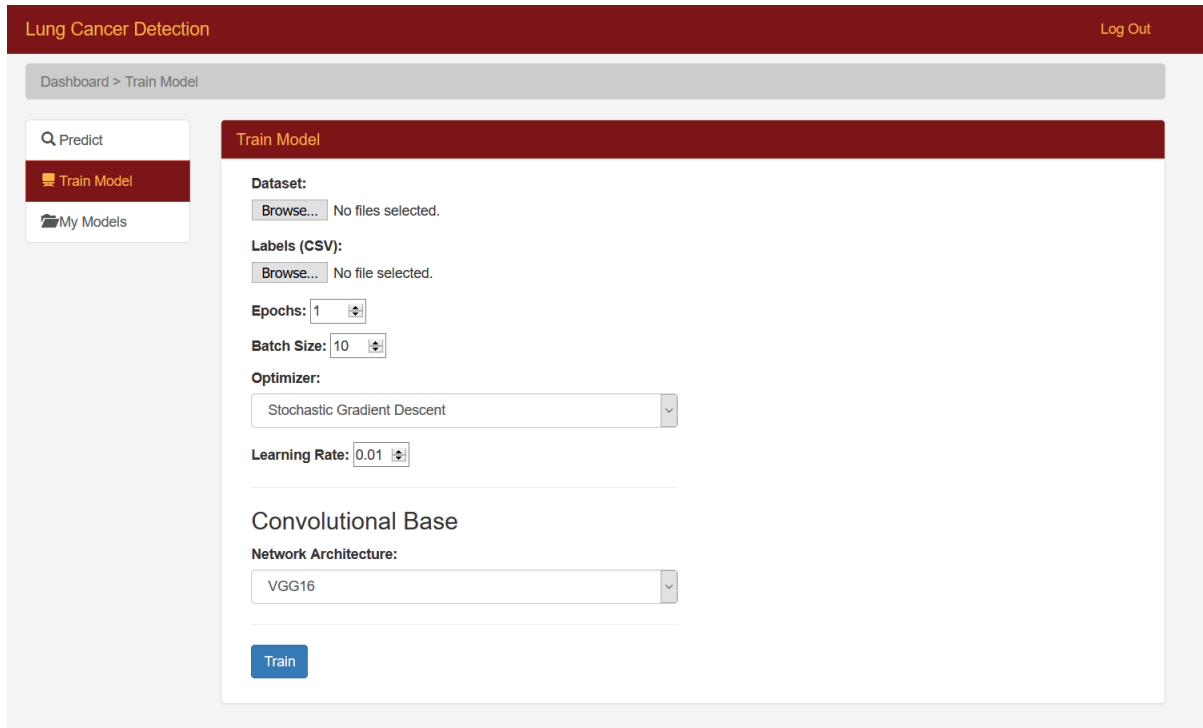 Lung Cancer Detection
Log Out
Dashboard > Train Model
Predict
Train Model
My Models
Train Model
Dataset:
Browse... No files selected.
Labels (CSV):
Browse... No file selected.
Epochs: 1
Batch Size: 10
Optimizer:
Stochastic Gradient Descent
Learning Rate: 0.01
Convolutional Base
Network Architecture:
VGG16
Train